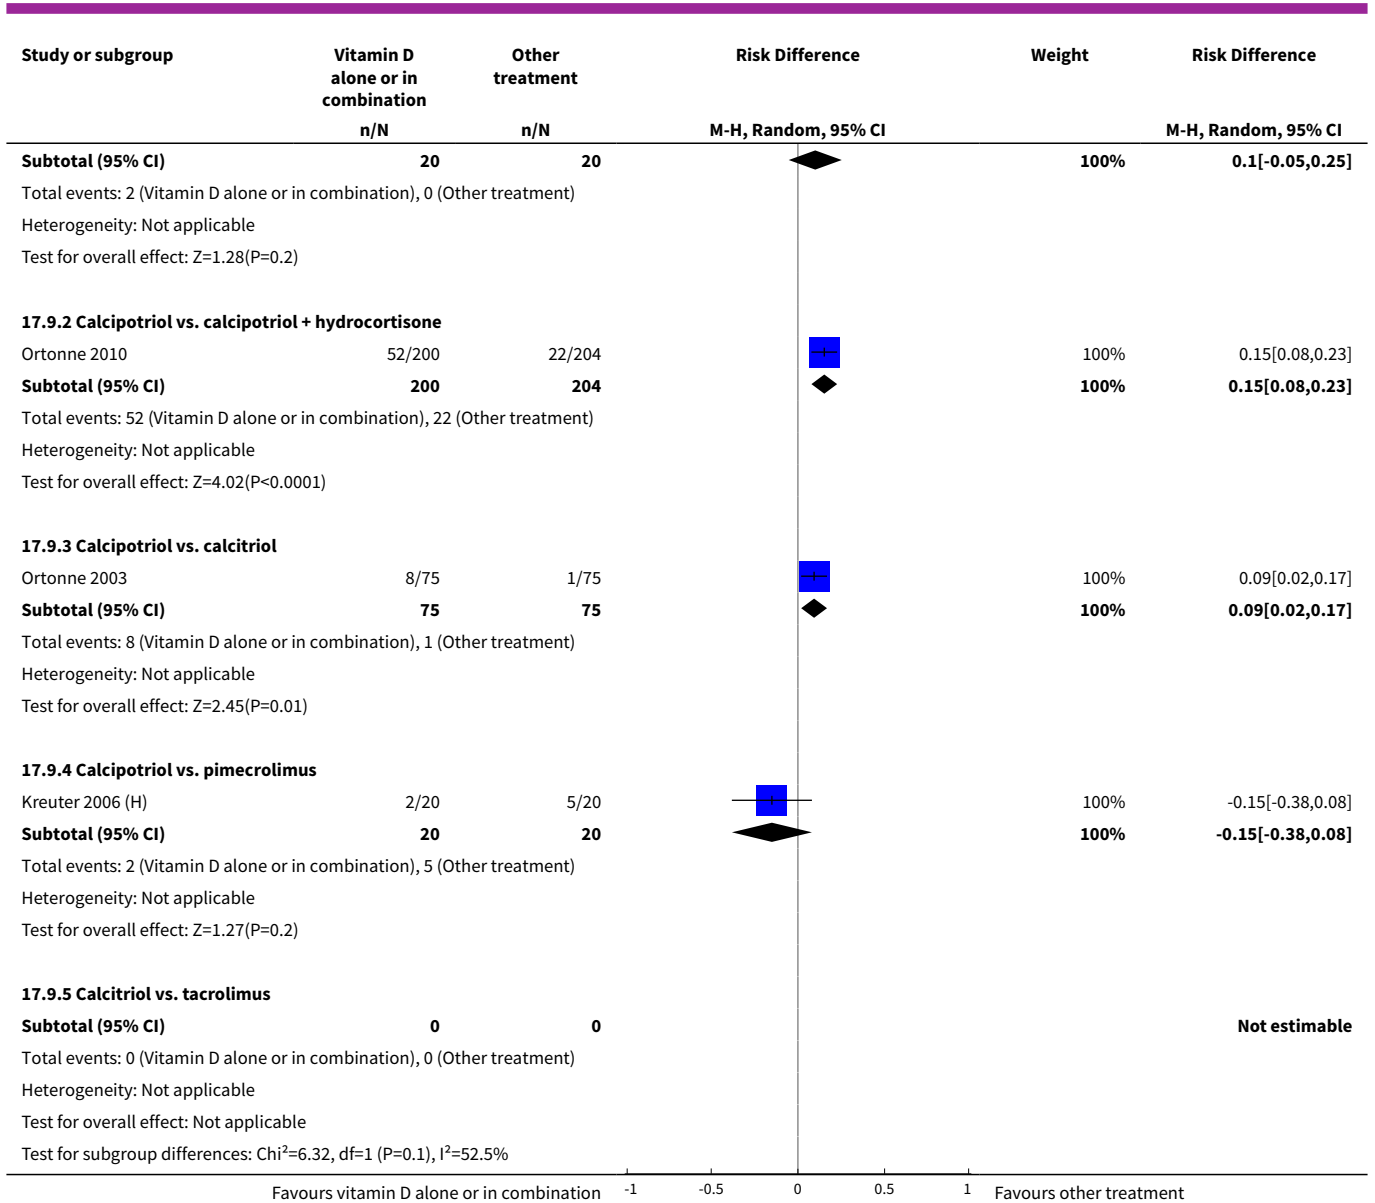 Study or subgroup Vitamin D alone or in combination Other treatment Risk Difference Weight Risk Difference
n/N n/N M-H, Random, 95% CI M-H, Random, 95% CI
Subtotal (95% CI) 20 20 100% 0.1[-0.05,0.25]
Total events: 2 (Vitamin D alone or in combination), 0 (Other treatment)
Heterogeneity: Not applicable
Test for overall effect: Z=1.28(P=0.2)
17.9.2 Calcipotriol vs. calcipotriol + hydrocortisone
Ortonne 2010 52/200 22/204 100% 0.15[0.08,0.23]
Subtotal (95% CI) 200 204 100% 0.15[0.08,0.23]
Total events: 52 (Vitamin D alone or in combination), 22 (Other treatment)
Heterogeneity: Not applicable
Test for overall effect: Z=4.02(P<0.0001)
17.9.3 Calcipotriol vs. calcitriol
Ortonne 2003 8/75 1/75 100% 0.09[0.02,0.17]
Subtotal (95% CI) 75 75 100% 0.09[0.02,0.17]
Total events: 8 (Vitamin D alone or in combination), 1 (Other treatment)
Heterogeneity: Not applicable
Test for overall effect: Z=2.45(P=0.01)
17.9.4 Calcipotriol vs. pimecrolimus
Kreuter 2006 (H) 2/20 5/20 100% -0.15[-0.38,0.08]
Subtotal (95% CI) 20 20 100% -0.15[-0.38,0.08]
Total events: 2 (Vitamin D alone or in combination), 5 (Other treatment)
Heterogeneity: Not applicable
Test for overall effect: Z=1.27(P=0.2)
17.9.5 Calcitriol vs. tacrolimus
Subtotal (95% CI) 0 0 Not estimable
Total events: 0 (Vitamin D alone or in combination), 0 (Other treatment)
Heterogeneity: Not applicable
Test for overall effect: Not applicable
Test for subgroup differences: Chi²=6.32, df=1 (P=0.1), I²=52.5%
Favours vitamin D alone or in combination -1 -0.5 0 0.5 1 Favours other treatment